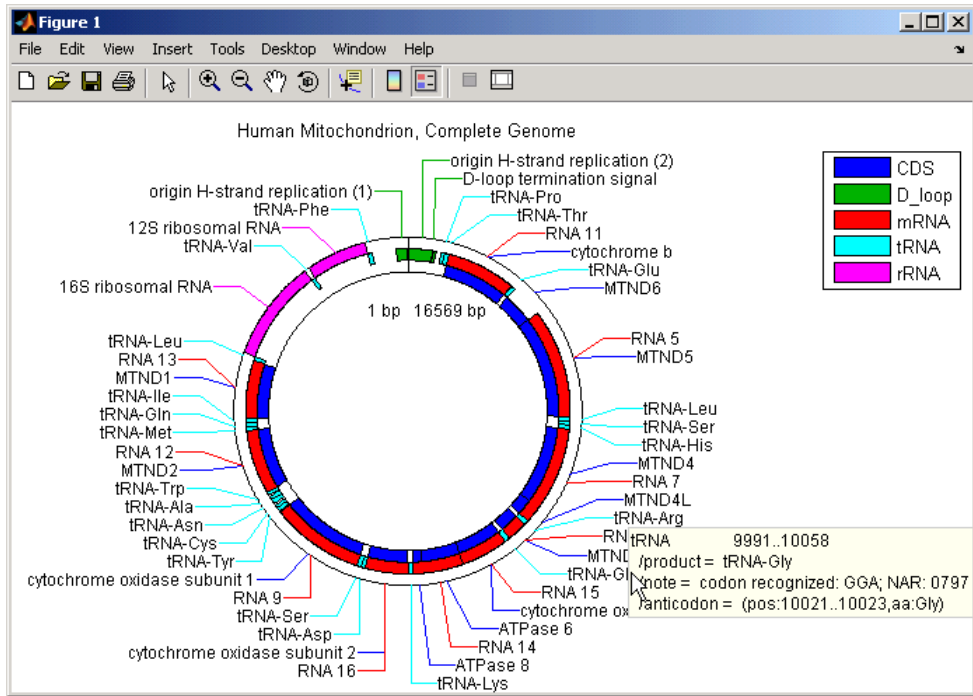 Figure 1
File Edit View Insert Tools Desktop Window Help
Human Mitochondrion, Complete Genome
CDS
D_loop
mRNA
tRNA
rRNA
origin H-strand replication (2)
D-loop termination signal
tRNA-Pro
tRNA-Thr
RNA 11
cytochrome b
tRNA-Glu
MTND6
RNA 5
MTND5
tRNA-Leu
tRNA-Ser
tRNA-His
MTND4
RNA 7
MTND4L
tRNA-Arg
MTND
RNA 15
cytochrome
ATPase 6
RNA 14
ATPase 8
tRNA-Lys
origin H-strand replication (1)
tRNA-Phe
12S ribosomal RNA
tRNA-Val
16S ribosomal RNA
1 bp 16569 bp
tRNA-Leu
RNA 13
MTND1
tRNA-Ile
tRNA-Gln
tRNA-Met
RNA 12
MTND2
tRNA-Trp
tRNA-Ala
tRNA-Asn
tRNA-Cys
tRNA-Tyr
cytochrome oxidase subunit 1
RNA 9
tRNA-Ser
tRNA-Asp
cytochrome oxidase subunit 2
RNA 16
tRNA 9991..10058
/product = tRNA-Gly
/note = codon recognized: GGA; NAR: 0797
/anticodon = (pos:10021..10023,aa:Gly)